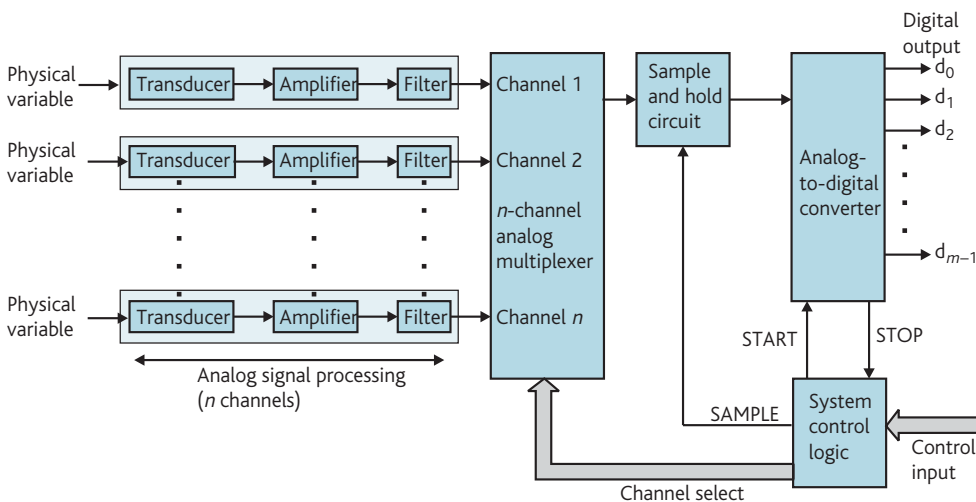 Digital
output
Physical
variable
Transducer
Amplifier
Filter
Channel 1
Sample
and hold
circuit
d0
d1
d2
Physical
variable
Transducer
Amplifier
Filter
Channel 2
Analog-
to-digital
converter
n-channel
analog
multiplexer
dm–1
Physical
variable
Transducer
Amplifier
Filter
Channel n
START
STOP
Analog signal processing
(n channels)
SAMPLE
System
control
logic
Control
input
Channel select